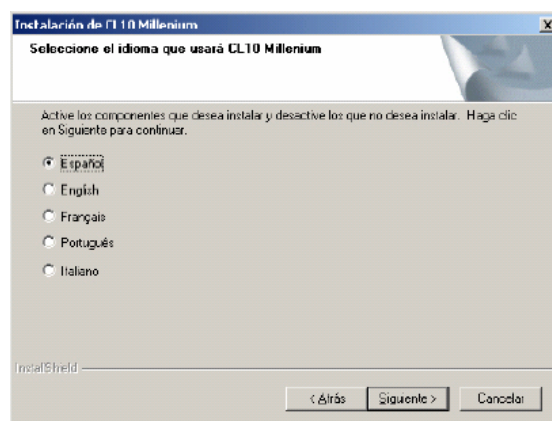 Instalación de CL10 Millenium
Seleccione el idioma que usará CL10 Millenium
Active los componentes que desea instalar y desactive los que no desea instalar. Haga clic
en Siguiente para continuar.
Español
English
Français
Portugués
Italiano
InstallShield
< Atrás
Siguiente >
Cancelar